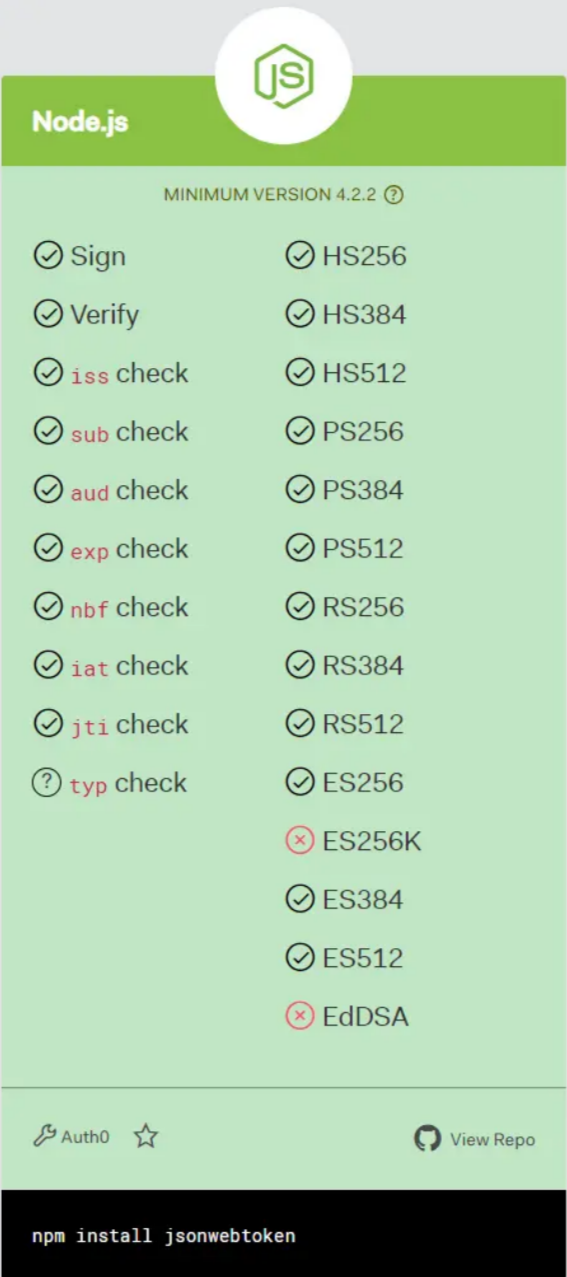 JS
Node.js
MINIMUM VERSION 4.2.2 ?
Sign
Verify
iss check
sub check
aud check
exp check
nbf check
iat check
jti check
? typ check
HS256
HS384
HS512
PS256
PS384
PS512
RS256
RS384
RS512
ES256
ES256K
ES384
ES512
EdDSA
Auth0
View Repo
npm install jsonwebtoken